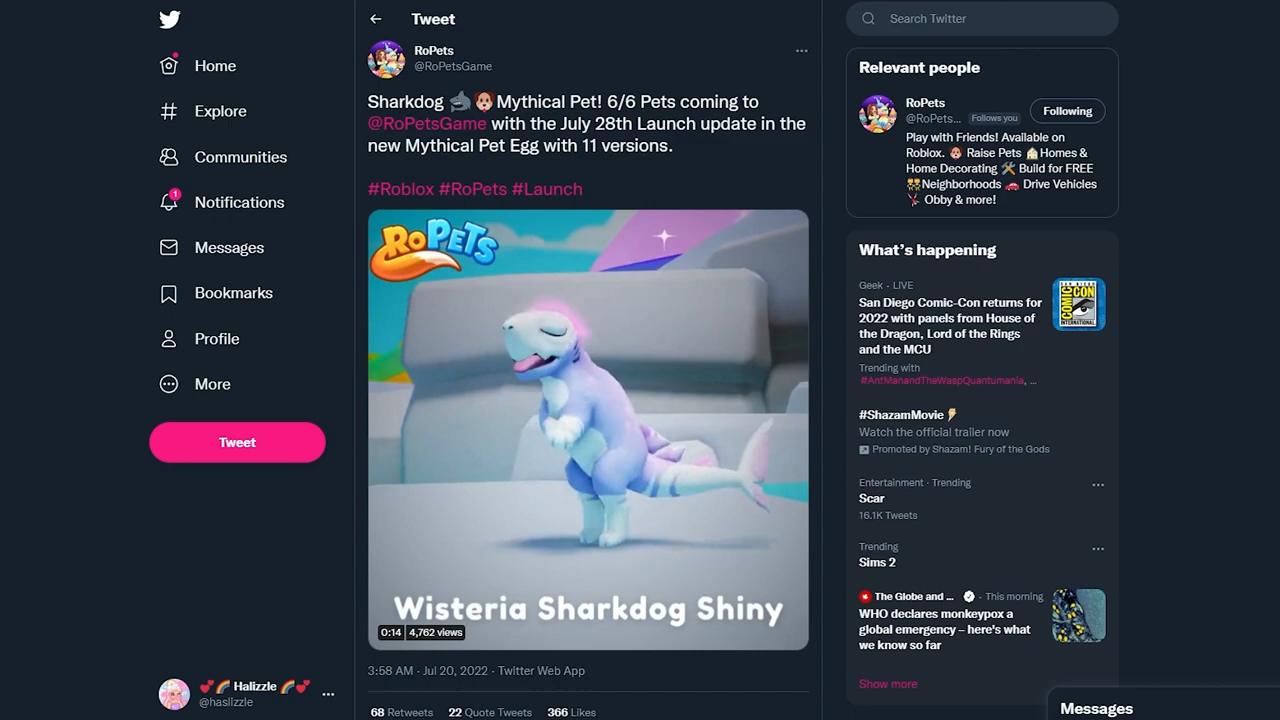 Home
Explore
Communities
1
Notifications
Messages
Bookmarks
Profile
More
Tweet
💕🌈 Halizzle 🌈💕
@haslizzle
Tweet
RoPets
@RoPetsGame
Sharkdog 🦈🐶Mythical Pet! 6/6 Pets coming to
@RoPetsGame with the July 28th Launch update in the
new Mythical Pet Egg with 11 versions.
#Roblox #RoPets #Launch
RoPETS
Wisteria Sharkdog Shiny
0:14 4,762 views
3:58 AM · Jul 20, 2022 · Twitter Web App
68 Retweets 22 Quote Tweets 366 Likes
Search Twitter
Relevant people
RoPets
@RoPets... Follows you
Following
Play with Friends! Available on
Roblox. 🐶 Raise Pets 🏠Homes &
Home Decorating 🛠️ Build for FREE
👯Neighborhoods 🚗 Drive Vehicles
🤸 Obby & more!
What's happening
Geek · LIVE
San Diego Comic-Con returns for
2022 with panels from House of
the Dragon, Lord of the Rings
and the MCU
Trending with
#AntManandTheWaspQuantumania, ...
COMIC CON INTERNATIONAL
#ShazamMovie⚡
Watch the official trailer now
Promoted by Shazam! Fury of the Gods
Entertainment · Trending
Scar
16.1K Tweets
Trending
Sims 2
The Globe and ... · This morning
WHO declares monkeypox a
global emergency – here's what
we know so far
Show more
Messages